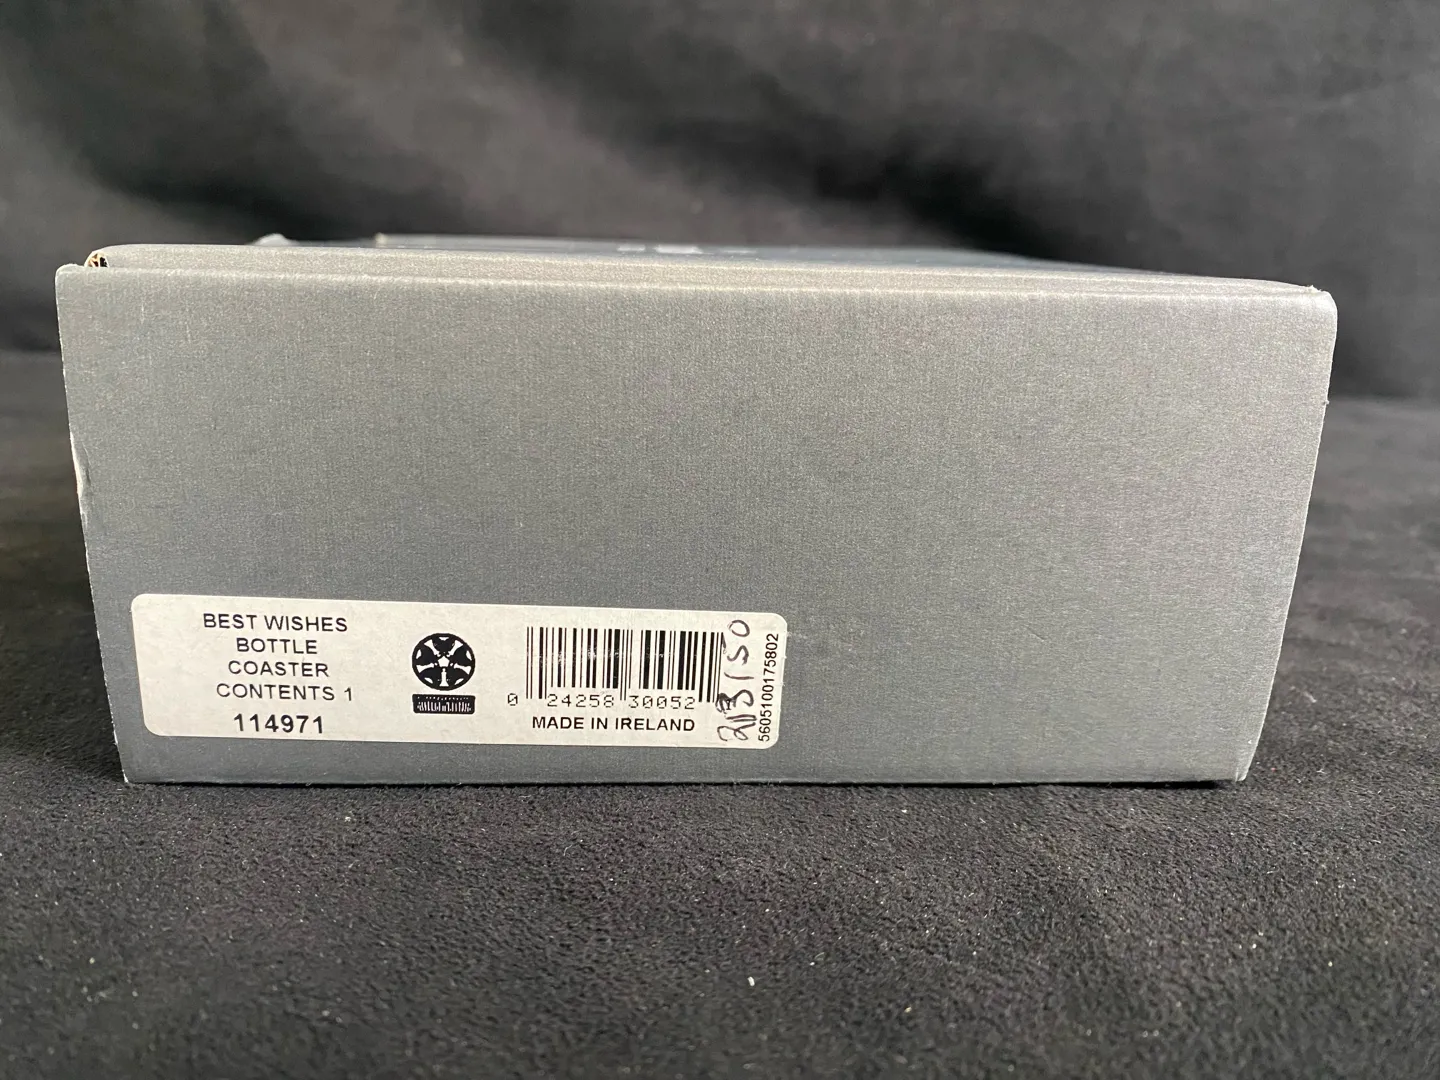 BEST WISHES
BOTTLE
COASTER
CONTENTS 1
114971
0 24258 30052
MADE IN IRELAND
5605100175802